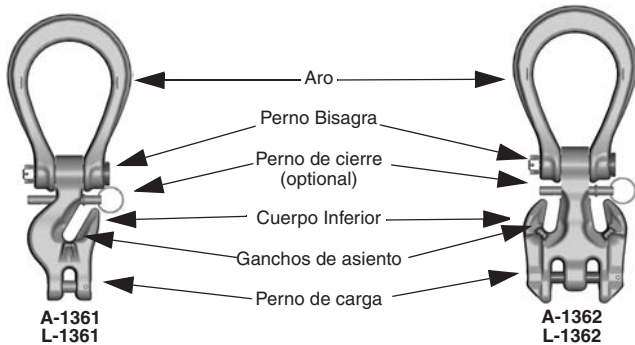 Aro
Perno Bisagra
Perno de cierre
(optional)
Cuerpo Inferior
Ganchos de asiento
Perno de carga
A-1361
L-1361
A-1362
L-1362